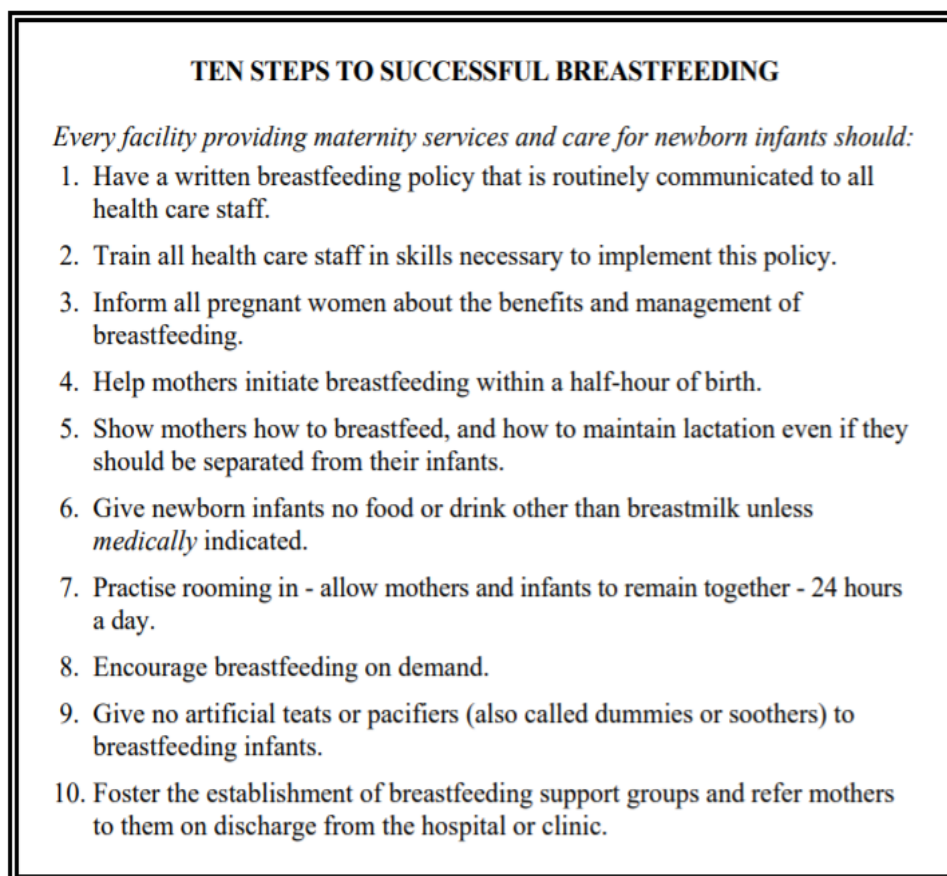 TEN STEPS TO SUCCESSFUL BREASTFEEDING
Every facility providing maternity services and care for newborn infants should:
1. Have a written breastfeeding policy that is routinely communicated to all
health care staff.
2. Train all health care staff in skills necessary to implement this policy.
3. Inform all pregnant women about the benefits and management of
breastfeeding.
4. Help mothers initiate breastfeeding within a half-hour of birth.
5. Show mothers how to breastfeed, and how to maintain lactation even if they
should be separated from their infants.
6. Give newborn infants no food or drink other than breastmilk unless
medically indicated.
7. Practise rooming in - allow mothers and infants to remain together - 24 hours
a day.
8. Encourage breastfeeding on demand.
9. Give no artificial teats or pacifiers (also called dummies or soothers) to
breastfeeding infants.
10. Foster the establishment of breastfeeding support groups and refer mothers
to them on discharge from the hospital or clinic.